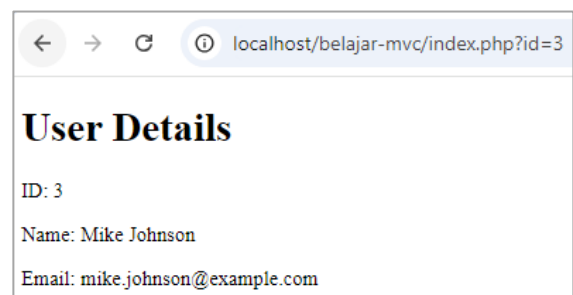 localhost/belajar-mvc/index.php?id=3
User Details
ID: 3
Name: Mike Johnson
Email: mike.johnson@example.com